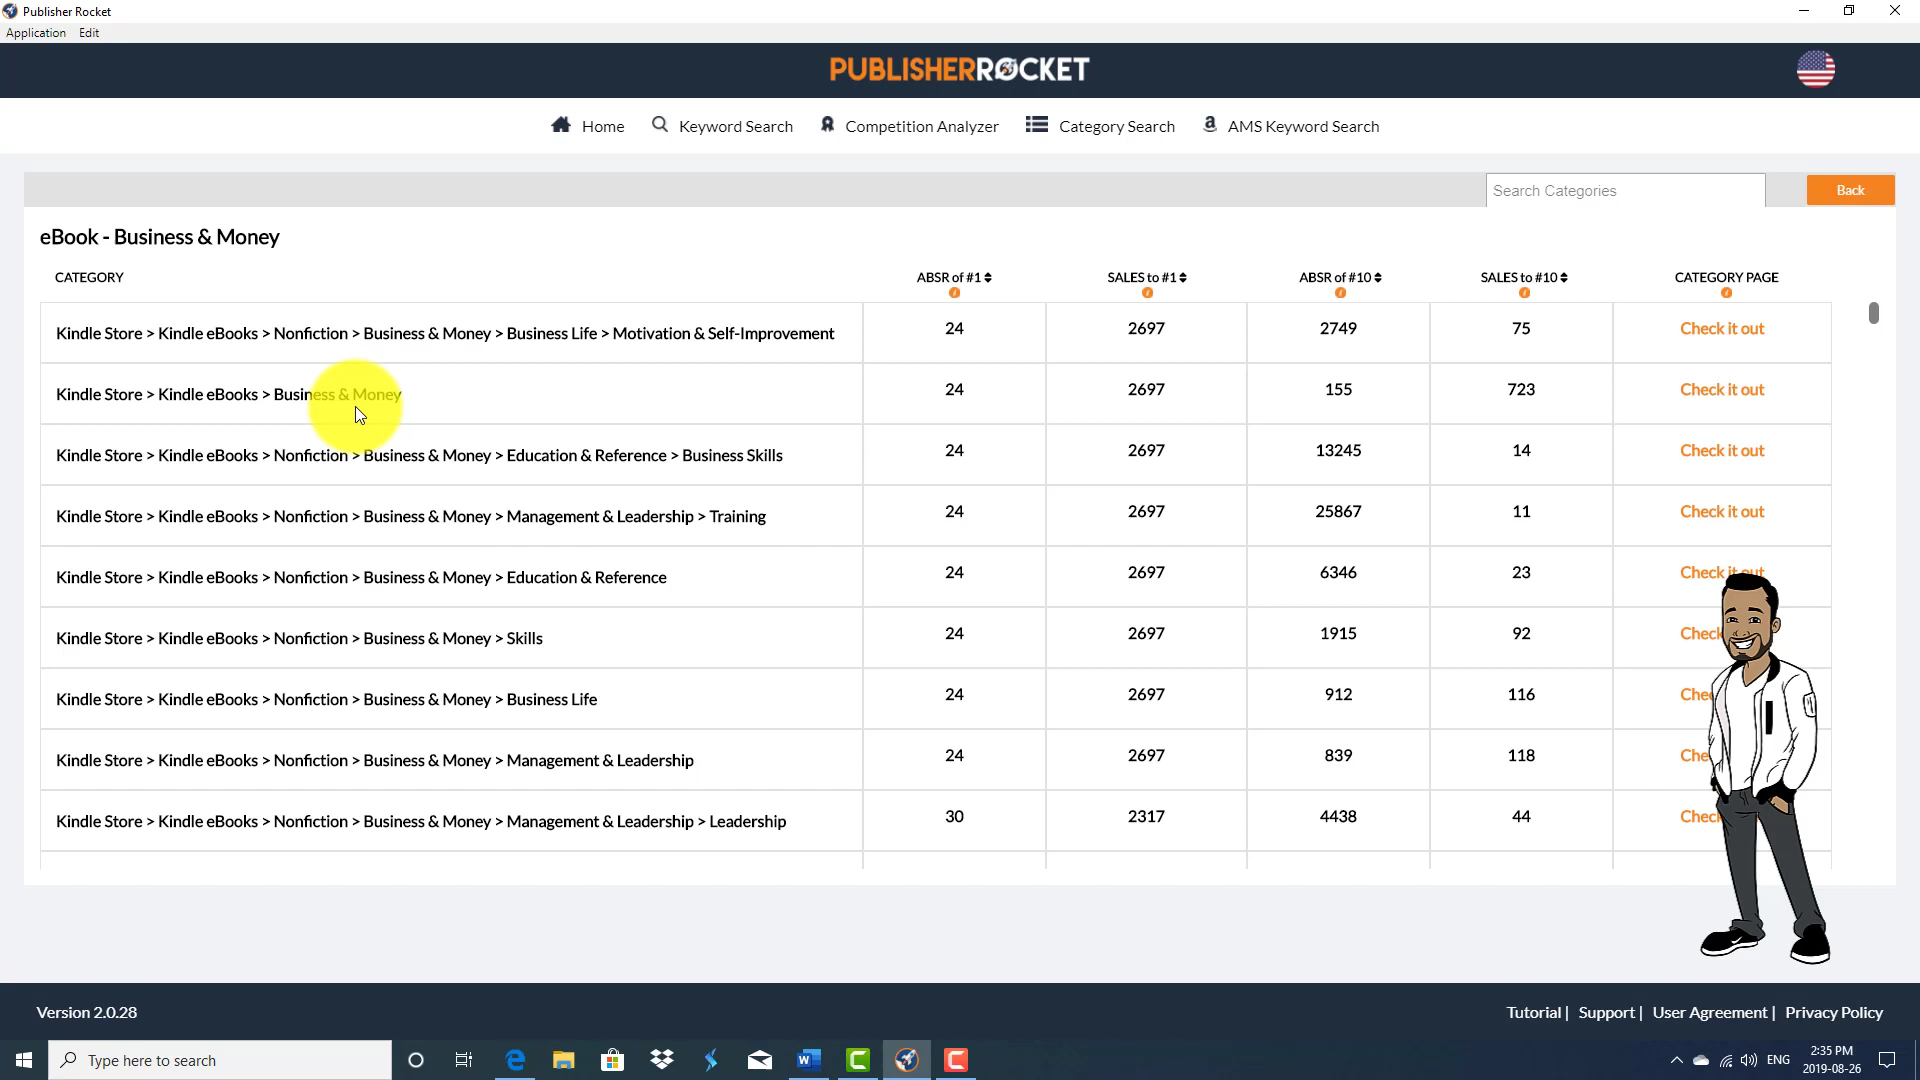 Publisher Rocket
Application Edit
PUBLISHERROCKET
Home Keyword Search Competition Analyzer Category Search AMS Keyword Search
Search Categories Back
eBook - Business & Money
CATEGORY ABSR of #1 SALES to #1 ABSR of #10 SALES to #10 CATEGORY PAGE
Kindle Store > Kindle eBooks > Nonfiction > Business & Money > Business Life > Motivation & Self-Improvement 24 2697 2749 75 Check it out
Kindle Store > Kindle eBooks > Business & Money 24 2697 155 723 Check it out
Kindle Store > Kindle eBooks > Nonfiction > Business & Money > Education & Reference > Business Skills 24 2697 13245 14 Check it out
Kindle Store > Kindle eBooks > Nonfiction > Business & Money > Management & Leadership > Training 24 2697 25867 11 Check it out
Kindle Store > Kindle eBooks > Nonfiction > Business & Money > Education & Reference 24 2697 6346 23 Check it out
Kindle Store > Kindle eBooks > Nonfiction > Business & Money > Skills 24 2697 1915 92 Check
Kindle Store > Kindle eBooks > Nonfiction > Business & Money > Business Life 24 2697 912 116
Kindle Store > Kindle eBooks > Nonfiction > Business & Money > Management & Leadership 24 2697 839 118
Kindle Store > Kindle eBooks > Nonfiction > Business & Money > Management & Leadership > Leadership 30 2317 4438 44 Check
Version 2.0.28 Tutorial | Support | User Agreement | Privacy Policy
Type here to search ENG 2:35 PM
2019-08-26